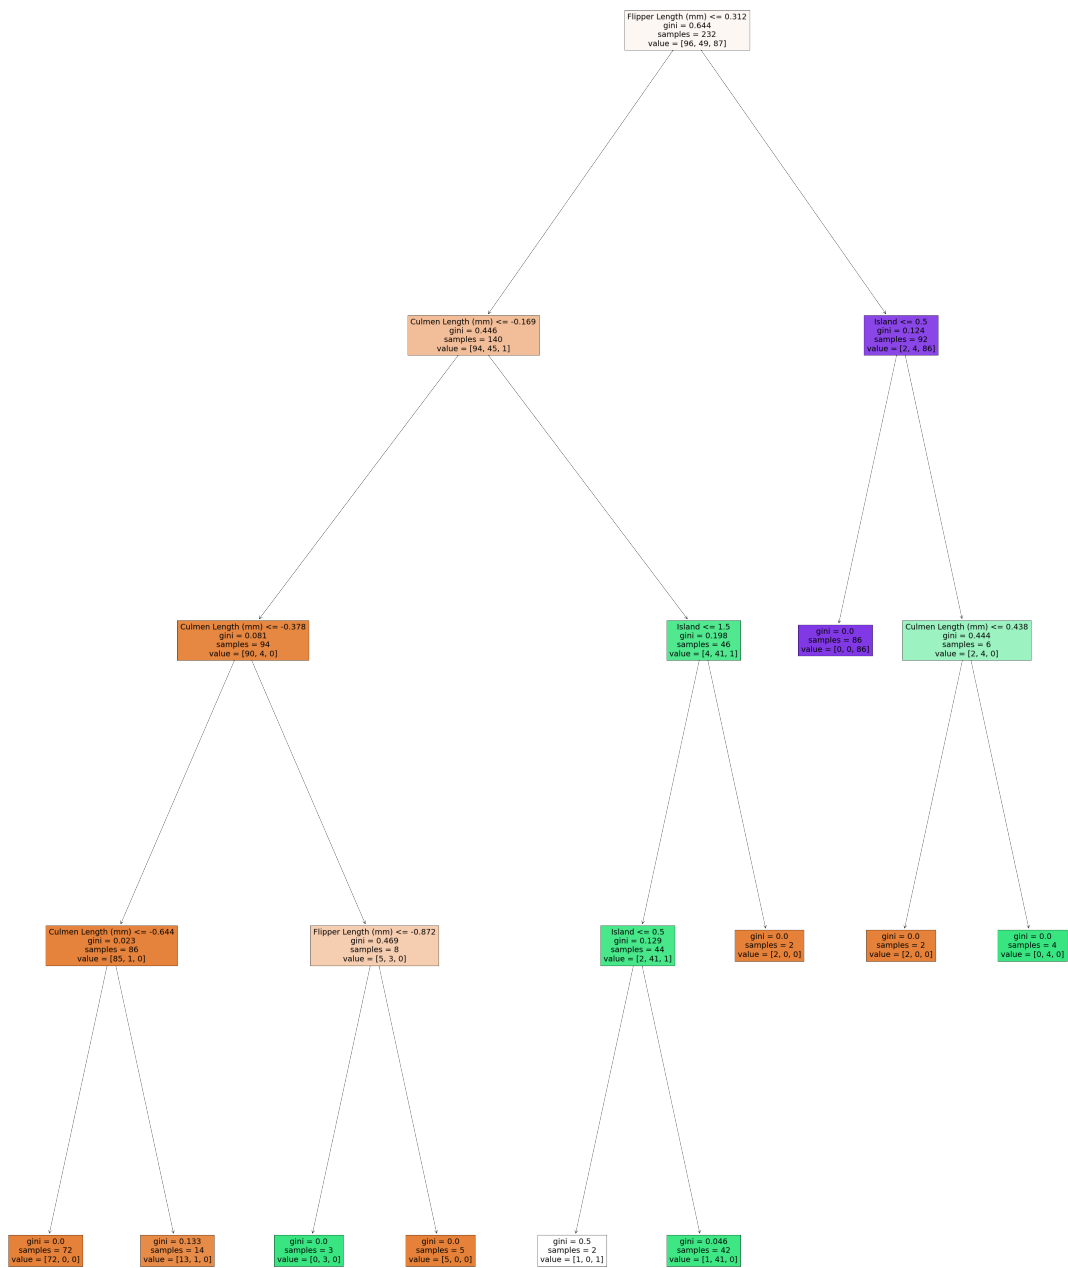 Flipper Length (mm) <= 0.312
gini = 0.644
samples = 232
value = [96, 49, 87]
Culmen Length (mm) <= -0.169
gini = 0.446
samples = 140
value = [94, 45, 1]
Island <= 0.5
gini = 0.124
samples = 92
value = [2, 4, 86]
Culmen Length (mm) <= -0.378
gini = 0.081
samples = 94
value = [90, 4, 0]
Island <= 1.5
gini = 0.198
samples = 46
value = [4, 41, 1]
gini = 0.0
samples = 86
value = [0, 0, 86]
Culmen Length (mm) <= 0.438
gini = 0.444
samples = 6
value = [2, 4, 0]
Culmen Length (mm) <= -0.644
gini = 0.023
samples = 86
value = [85, 1, 0]
Flipper Length (mm) <= -0.872
gini = 0.469
samples = 8
value = [5, 3, 0]
Island <= 0.5
gini = 0.129
samples = 44
value = [2, 41, 1]
gini = 0.0
samples = 2
value = [2, 0, 0]
gini = 0.0
samples = 2
value = [2, 0, 0]
gini = 0.0
samples = 4
value = [0, 4, 0]
gini = 0.0
samples = 72
value = [72, 0, 0]
gini = 0.133
samples = 14
value = [13, 1, 0]
gini = 0.0
samples = 3
value = [0, 3, 0]
gini = 0.0
samples = 5
value = [5, 0, 0]
gini = 0.5
samples = 2
value = [1, 0, 1]
gini = 0.046
samples = 42
value = [1, 41, 0]